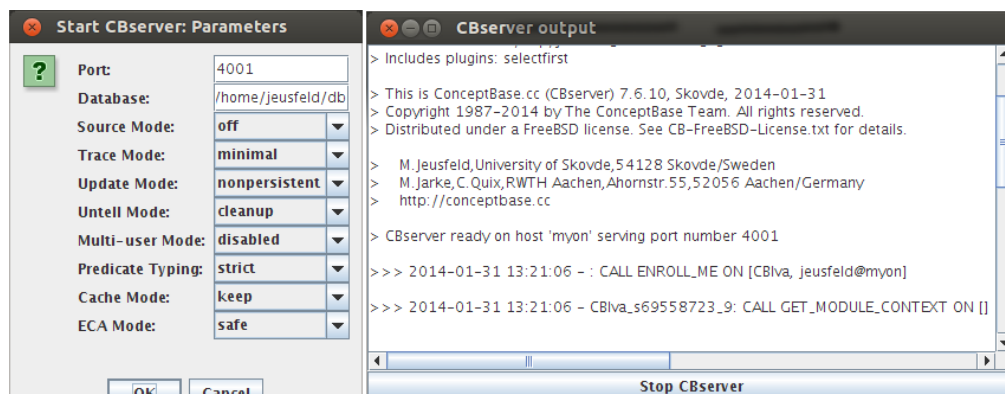 Start CBserver: Parameters
?
Port: 4001
Database: /home/jeusfeld/db
Source Mode: off
Trace Mode: minimal
Update Mode: nonpersistent
Untell Mode: cleanup
Multi-user Mode: disabled
Predicate Typing: strict
Cache Mode: keep
ECA Mode: safe
OK Cancel
CBserver output
> Includes plugins: selectfirst
> This is ConceptBase.cc (CBserver) 7.6.10, Skovde, 2014-01-31
> Copyright 1987-2014 by The ConceptBase Team. All rights reserved.
> Distributed under a FreeBSD license. See CB-FreeBSD-License.txt for details.
> M.Jeusfeld,University of Skovde,54128 Skovde/Sweden
> M.Jarke,C.Quix,RWTH Aachen,Ahornstr.55,52056 Aachen/Germany
> http://conceptbase.cc
> CBserver ready on host 'myon' serving port number 4001
>>> 2014-01-31 13:21:06 - : CALL ENROLL_ME ON [CBIva, jeusfeld@myon]
>>> 2014-01-31 13:21:06 - CBIva_s69558723_9: CALL GET_MODULE_CONTEXT ON []
Stop CBserver